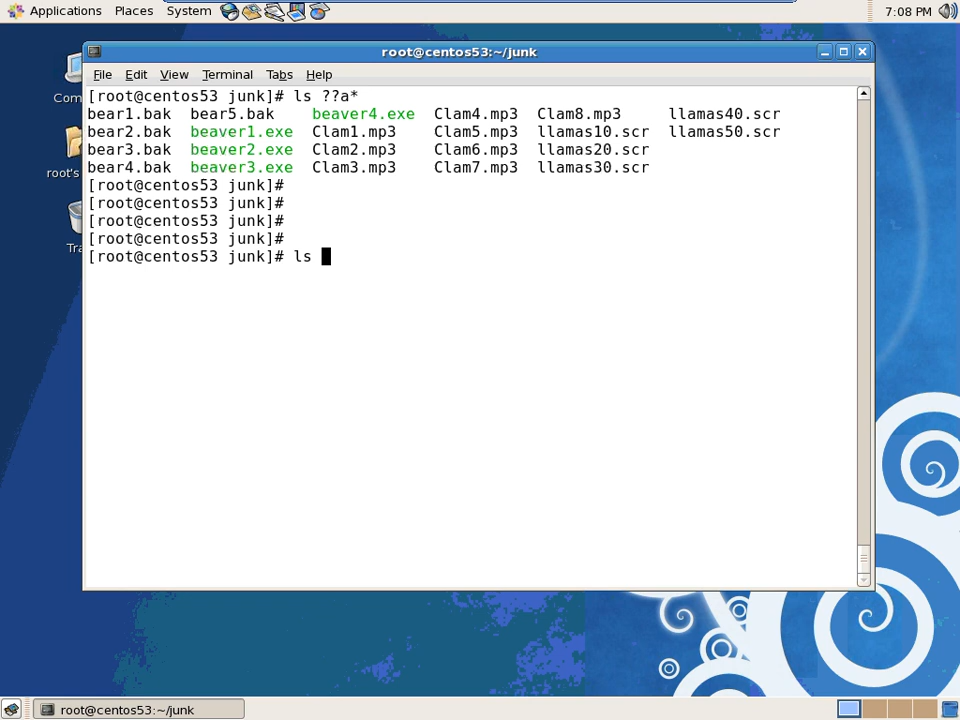 Applications Places System 7:08 PM
root@centos53:~/junk
File Edit View Terminal Tabs Help
[root@centos53 junk]# ls ??a*
bear1.bak bear5.bak beaver4.exe Clam4.mp3 Clam8.mp3 llamas40.scr
bear2.bak beaver1.exe Clam1.mp3 Clam5.mp3 llamas10.scr llamas50.scr
bear3.bak beaver2.exe Clam2.mp3 Clam6.mp3 llamas20.scr
bear4.bak beaver3.exe Clam3.mp3 Clam7.mp3 llamas30.scr
[root@centos53 junk]#
[root@centos53 junk]#
[root@centos53 junk]#
[root@centos53 junk]#
[root@centos53 junk]# ls
Com
root's
Tra
root@centos53:~/junk